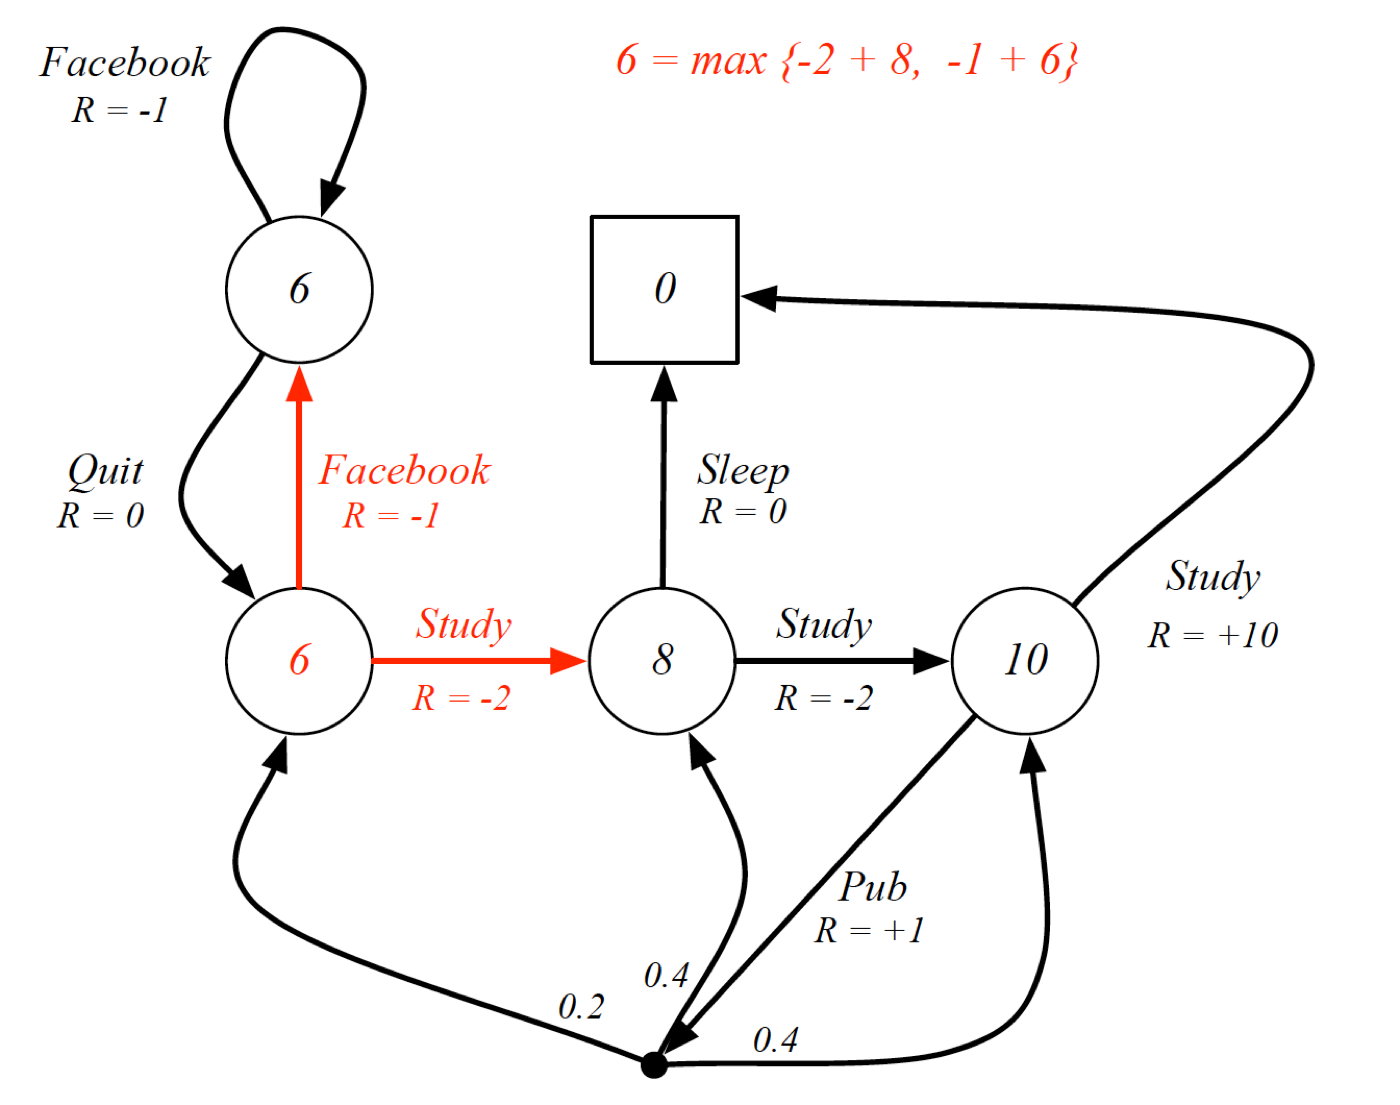 Facebook
R = -1
6 = max {-2 + 8, -1 + 6}
6
0
Quit
R = 0
Facebook
R = -1
Sleep
R = 0
Study
R = +10
6
Study
R = -2
8
Study
R = -2
10
Pub
R = +1
0.4
0.2
0.4